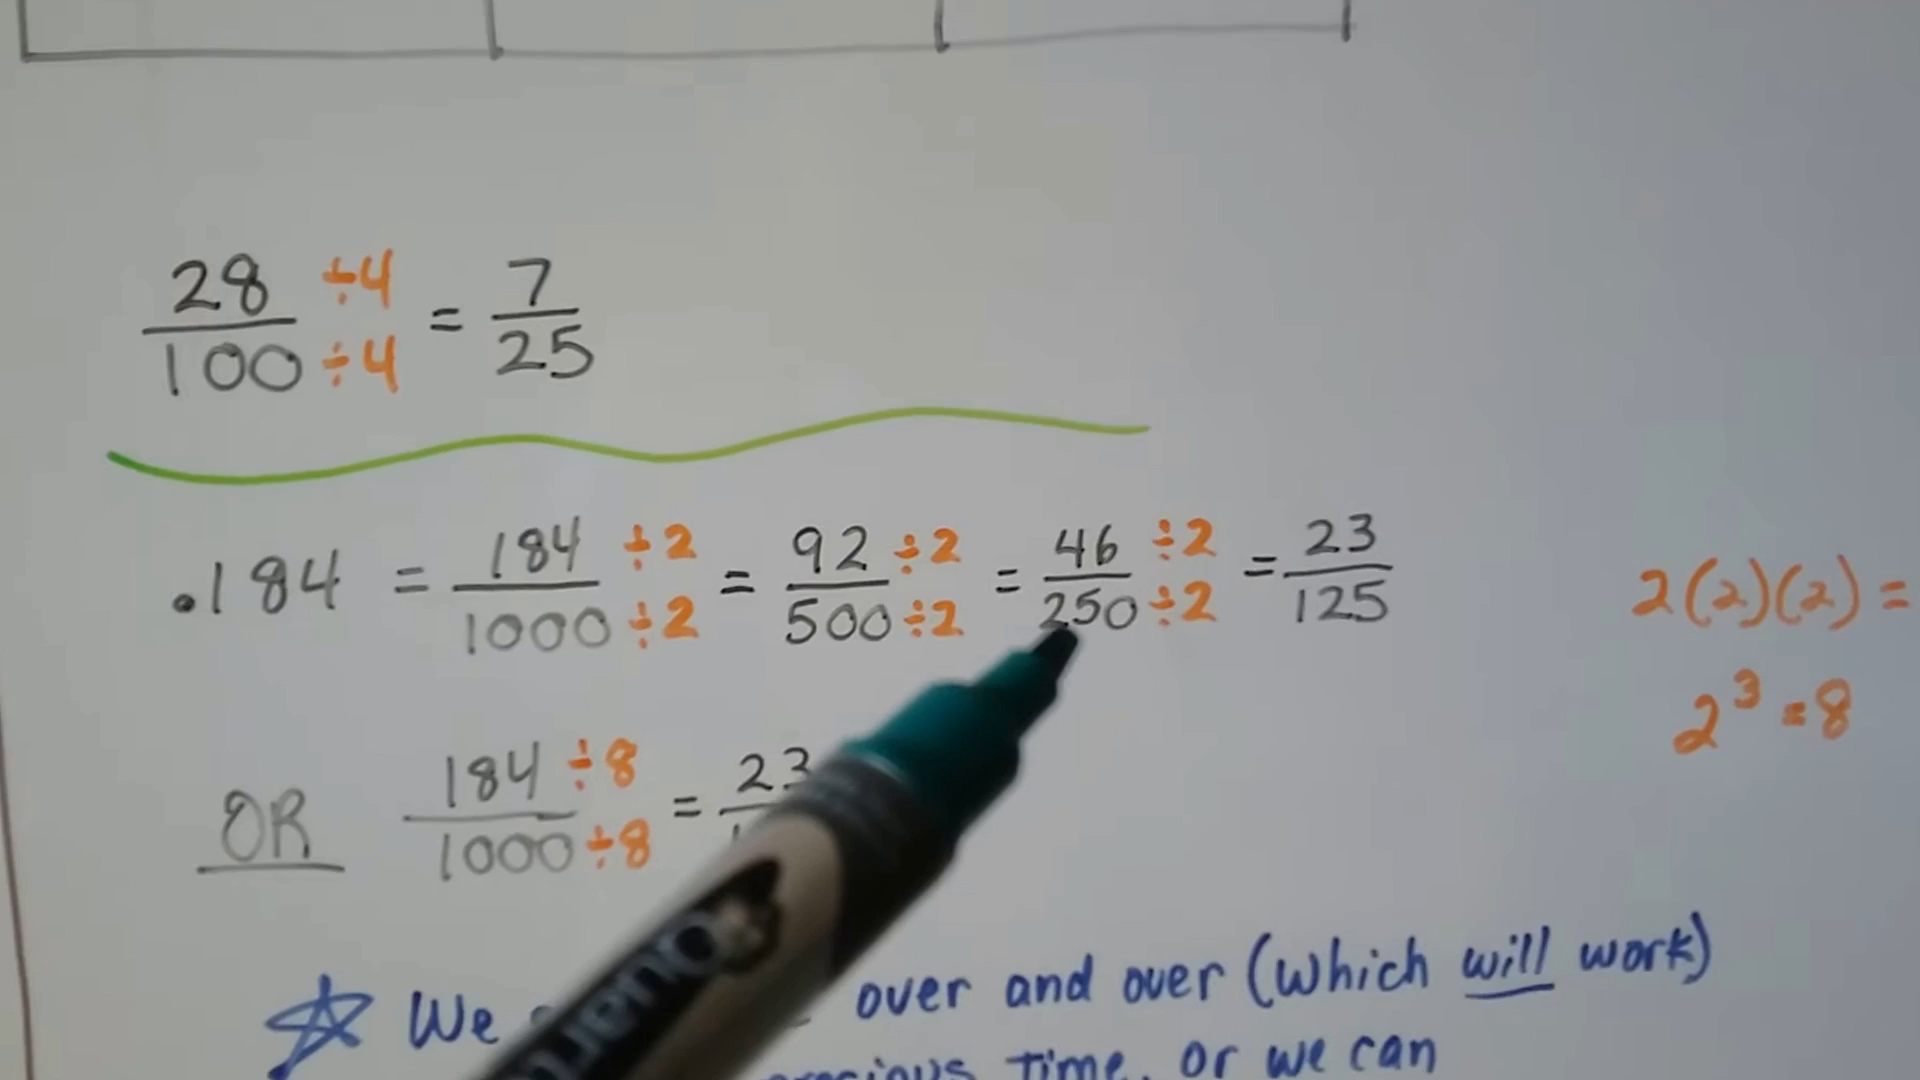 28 ÷4 = 7
100 ÷4 25
.184 = 184 ÷2 = 92 ÷2 = 46 ÷2 = 23
1000 ÷2 500 ÷2 250 ÷2 125
2(2)(2) =
2³ = 8
OR 184 ÷8 = 23
1000 ÷8
We over and over (which will work)
time, or we can
Quartet